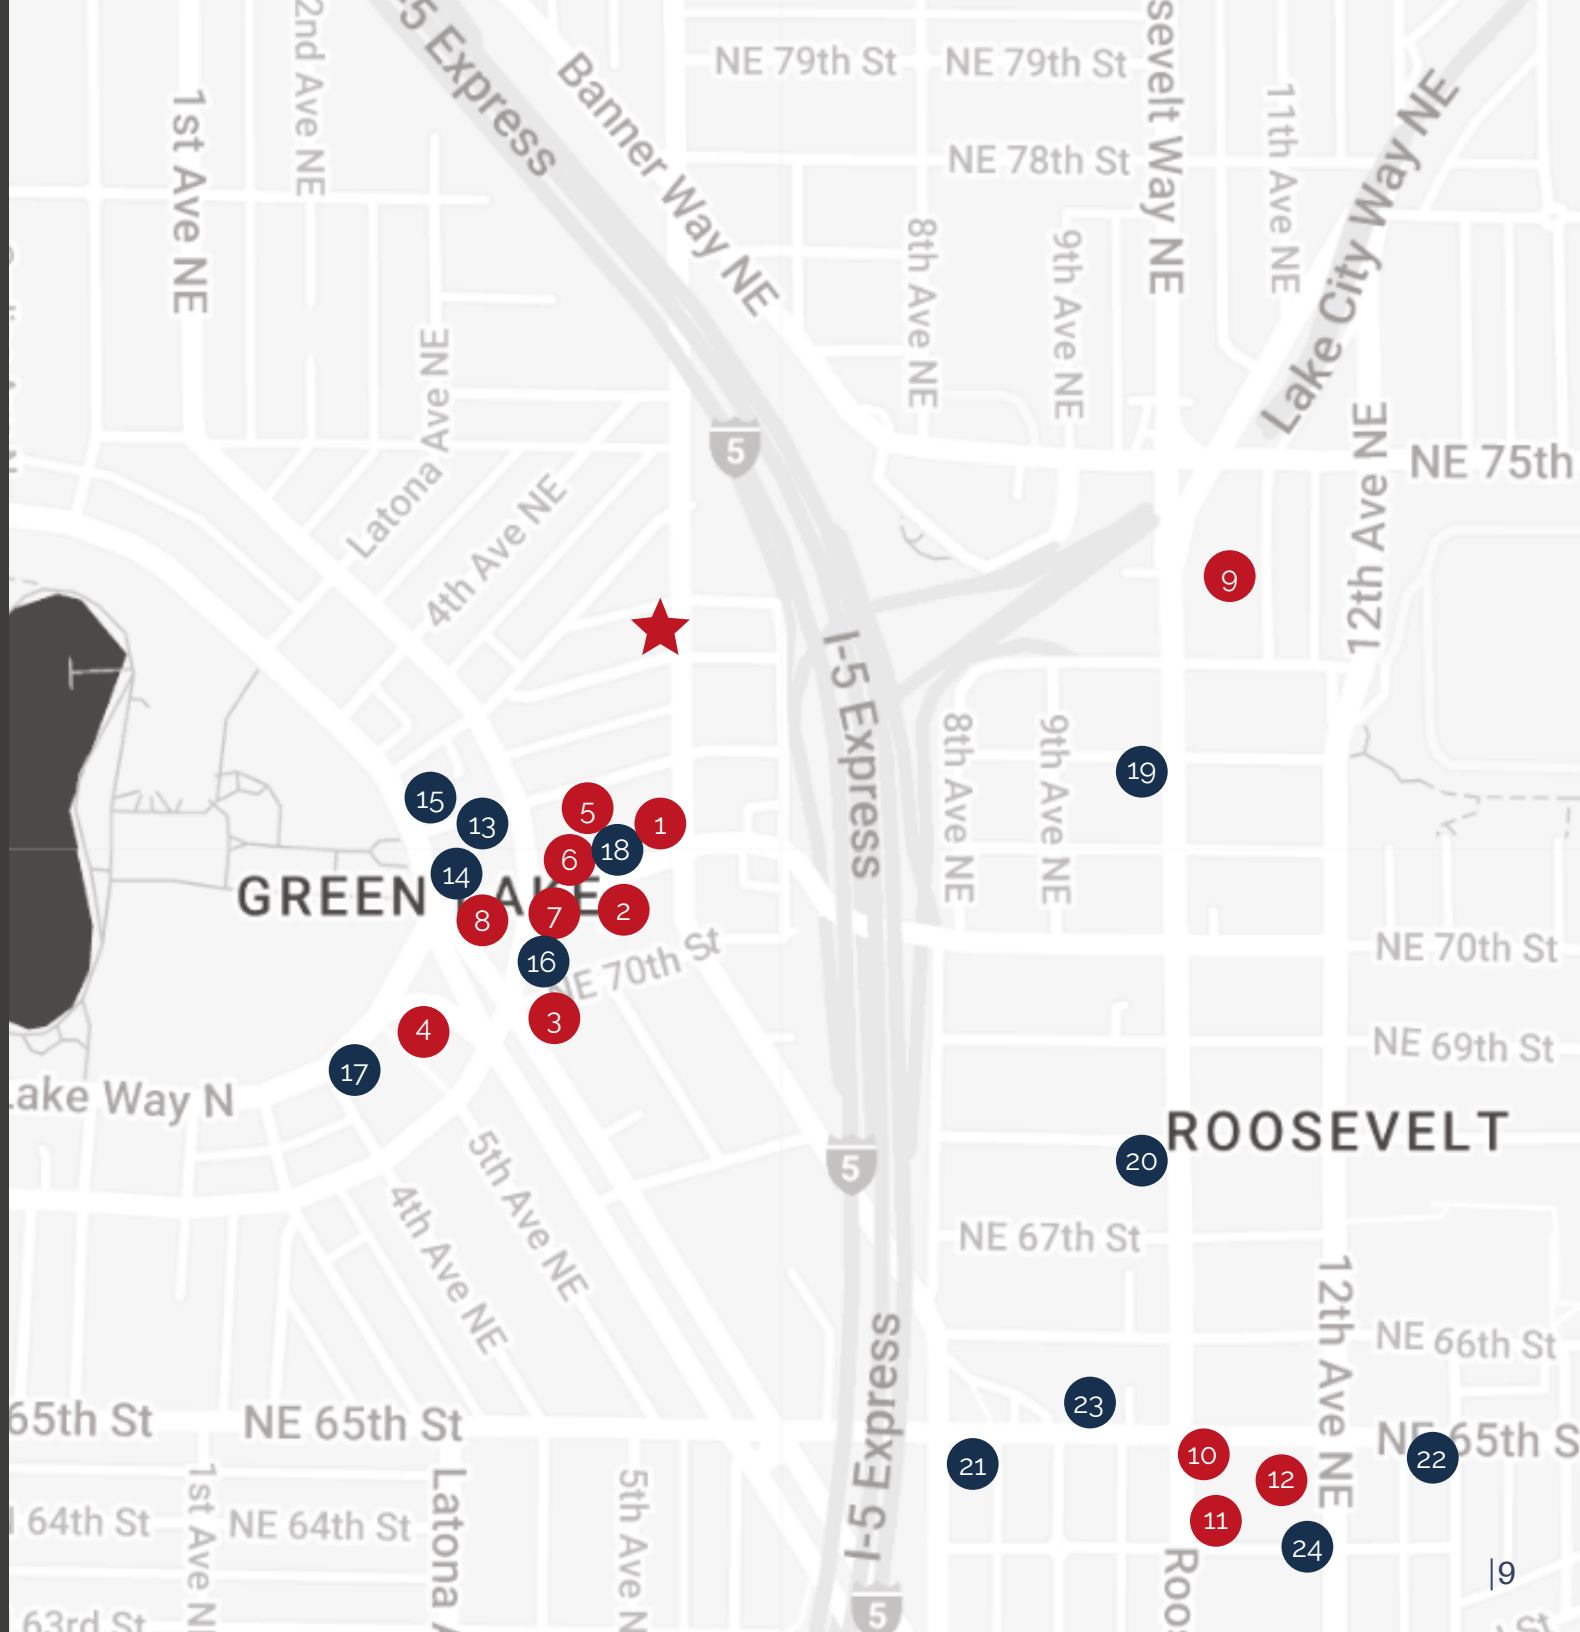 -5 Express
2nd Ave NE
NE 79th St
NE 79th St
sevelt Way NE
Banner Way NE
1st Ave NE
11th Ave NE
Lake City Way NE
NE 78th St
8th Ave NE
9th Ave NE
Latona Ave NE
5
4th Ave NE
12th Ave NE
NE 75th
9
I-5 Express
8th Ave NE
9th Ave NE
19
15
13
5
1
18
6
14
GREEN LAKE
8
7
2
16
NE 70th St
NE 70th St
3
4
17
NE 69th St
ake Way N
5th Ave NE
ROOSEVELT
5
20
4th Ave NE
NE 67th St
12th Ave NE
I-5 Express
NE 66th St
23
65th St
NE 65th St
NE 65th S
21
10
12
22
11
24
1st Ave NE
Latona
5th Ave N
64th St
NE 64th St
Roos
|9
5
63rd St
St